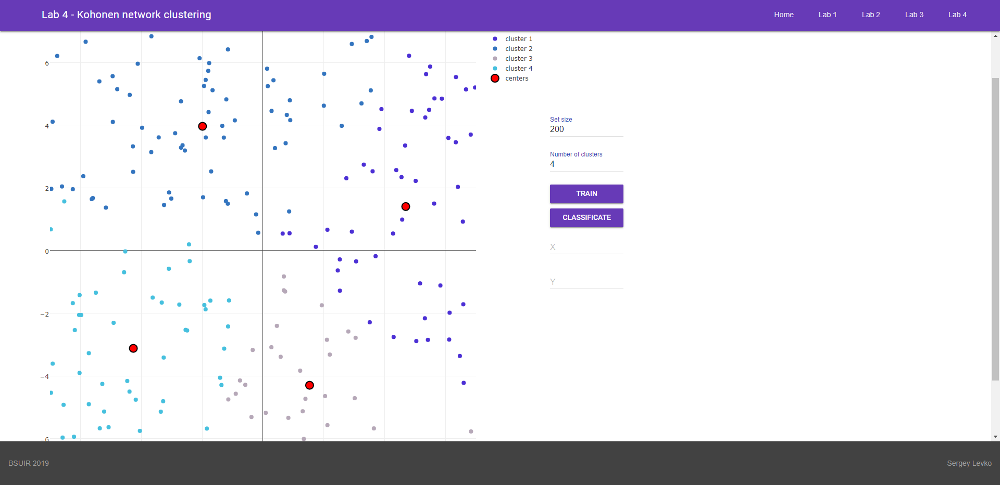 Lab 4 - Kohonen network clustering
Home Lab 1 Lab 2 Lab 3 Lab 4
cluster 1
cluster 2
cluster 3
cluster 4
centers
6
4
2
0
−2
−4
−6
Set size
200
Number of clusters
4
TRAIN
CLASSIFICATE
X
Y
BSUIR 2019
Sergey Levko